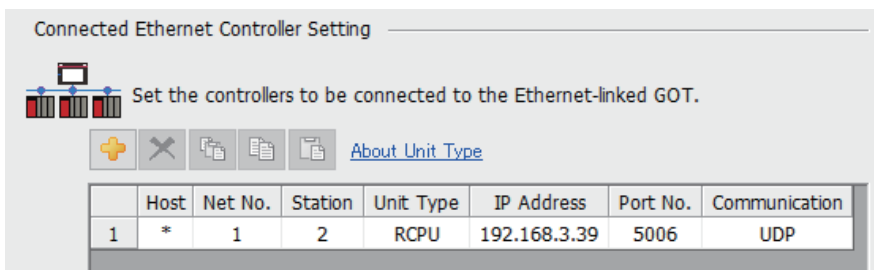 Connected Ethernet Controller Setting
Set the controllers to be connected to the Ethernet-linked GOT.
About Unit Type
Host Net No. Station Unit Type IP Address Port No. Communication
1 * 1 2 RCPU 192.168.3.39 5006 UDP